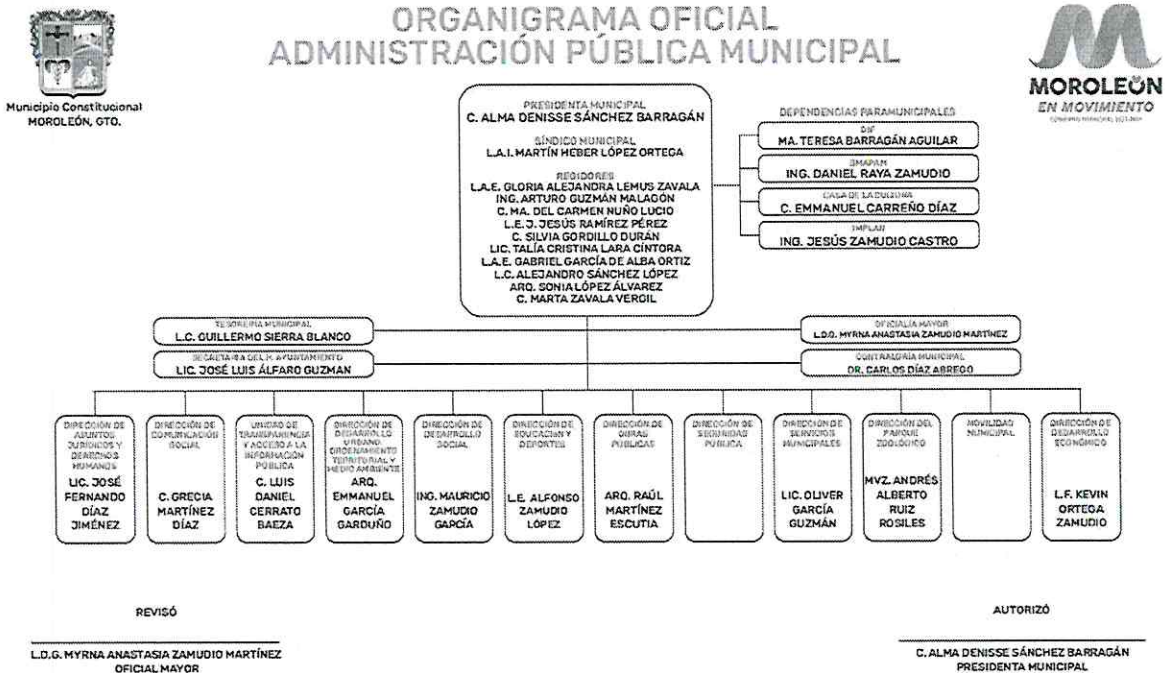 ORGANIGRAMA OFICIAL
ADMINISTRACIÓN PÚBLICA MUNICIPAL
Municipio Constitucional
MOROLEÓN, GTO.
MOROLEÓN
EN MOVIMIENTO
PRESIDENTA MUNICIPAL
C. ALMA DENISSE SÁNCHEZ BARRAGÁN
SÍNDICO MUNICIPAL
L.A.I. MARTÍN HEBER LÓPEZ ORTEGA
REGIDORES
L.A.E. GLORIA ALEJANDRA LEMUS ZAVALA
ING. ARTURO GUZMÁN MALAGÓN
C. MA. DEL CARMEN NUÑO LUCIO
L.E. J. JESÚS RAMÍREZ PÉREZ
C. SILVIA GORDILLO DURÁN
LIC. TALÍA CRISTINA LARA CÍNTORA
L.A.E. GABRIEL GARCÍA DE ALBA ORTIZ
L.C. ALEJANDRO SÁNCHEZ LÓPEZ
ARQ. SONIA LÓPEZ ÁLVAREZ
C. MARTA ZAVALA VERGIL
DEPENDENCIAS PARAMUNICIPALES
DIF
MA. TERESA BARRAGÁN AGUILAR
SMAPAM
ING. DANIEL RAYA ZAMUDIO
CASA DE LA CULTURA
C. EMMANUEL CARREÑO DÍAZ
IMPLAN
ING. JESÚS ZAMUDIO CASTRO
TESORERÍA MUNICIPAL
L.C. GUILLERMO SIERRA BLANCO
OFICIALÍA MAYOR
L.D.G. MYRNA ANASTASIA ZAMUDIO MARTÍNEZ
SECRETARÍA DEL H. AYUNTAMIENTO
LIC. JOSÉ LUIS ÁLFARO GUZMAN
CONTRALORÍA MUNICIPAL
DR. CARLOS DÍAZ ABREGO
DIRECCIÓN DE
ASUNTOS
JURÍDICOS Y
DERECHOS
HUMANOS
LIC. JOSÉ
FERNANDO
DÍAZ
JIMÉNEZ
DIRECCIÓN DE
COMUNICACIÓN
SOCIAL
C. GRECIA
MARTÍNEZ
DÍAZ
UNIDAD DE
TRANSPARENCIA
Y ACCESO A LA
INFORMACIÓN
PÚBLICA
C. LUIS
DANIEL
CERRATO
BAEZA
DIRECCIÓN DE
DESARROLLO
URBANO
ORDENAMIENTO
TERRITORIAL Y
MEDIO AMBIENTE
ARQ.
EMMANUEL
GARCÍA
GARDUÑO
DIRECCIÓN DE
DESARROLLO
SOCIAL
ING. MAURICIO
ZAMUDIO
GARCÍA
DIRECCIÓN DE
EDUCACIÓN Y
DEPORTES
L.E. ALFONSO
ZAMUDIO
LÓPEZ
DIRECCIÓN DE
OBRAS
PÚBLICAS
ARQ. RAÚL
MARTÍNEZ
ESCUTIA
DIRECCIÓN DE
SEGURIDAD
PÚBLICA
DIRECCIÓN DE
SERVICIOS
MUNICIPALES
LIC. OLIVER
GARCÍA
GUZMÁN
DIRECCIÓN DEL
PARQUE
ZOOLÓGICO
MVZ. ANDRÉS
ALBERTO
RUIZ
ROSILES
MOVILIDAD
MUNICIPAL
DIRECCIÓN DE
DESARROLLO
ECONÓMICO
L.F. KEVIN
ORTEGA
ZAMUDIO
REVISÓ
L.D.G. MYRNA ANASTASIA ZAMUDIO MARTÍNEZ
OFICIAL MAYOR
AUTORIZÓ
C. ALMA DENISSE SÁNCHEZ BARRAGÁN
PRESIDENTA MUNICIPAL